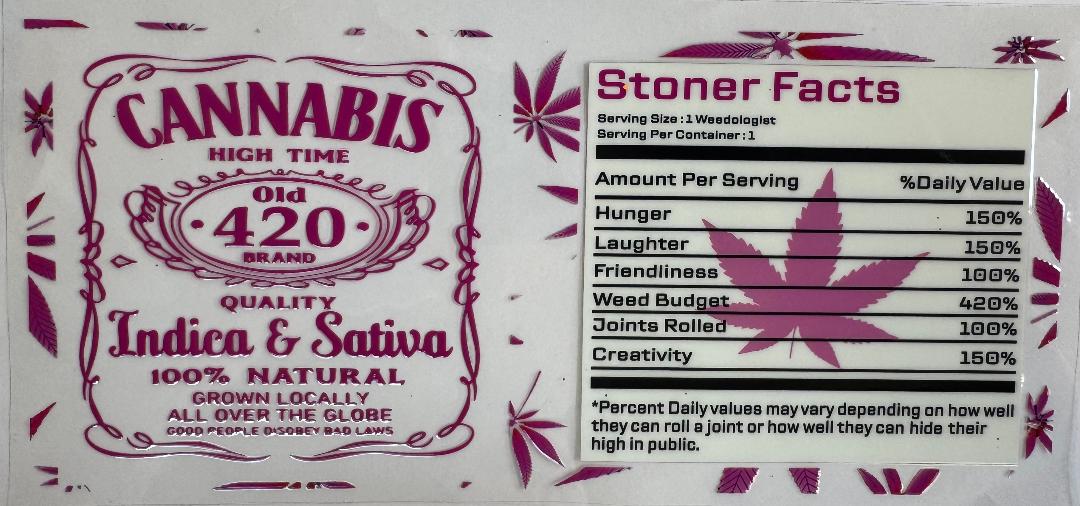 CANNABIS
HIGH TIME
Old
·420·
BRAND
QUALITY
Indica & Sativa
100% NATURAL
GROWN LOCALLY
ALL OVER THE GLOBE
GOOD PEOPLE DISOBEY BAD LAWS
Stoner Facts
Serving Size : 1 Weedologist
Serving Per Container : 1
Amount Per Serving %Daily Value
Hunger 150%
Laughter 150%
Friendliness 100%
Weed Budget 420%
Joints Rolled 100%
Creativity 150%
*Percent Daily values may vary depending on how well
they can roll a joint or how well they can hide their
high in public.